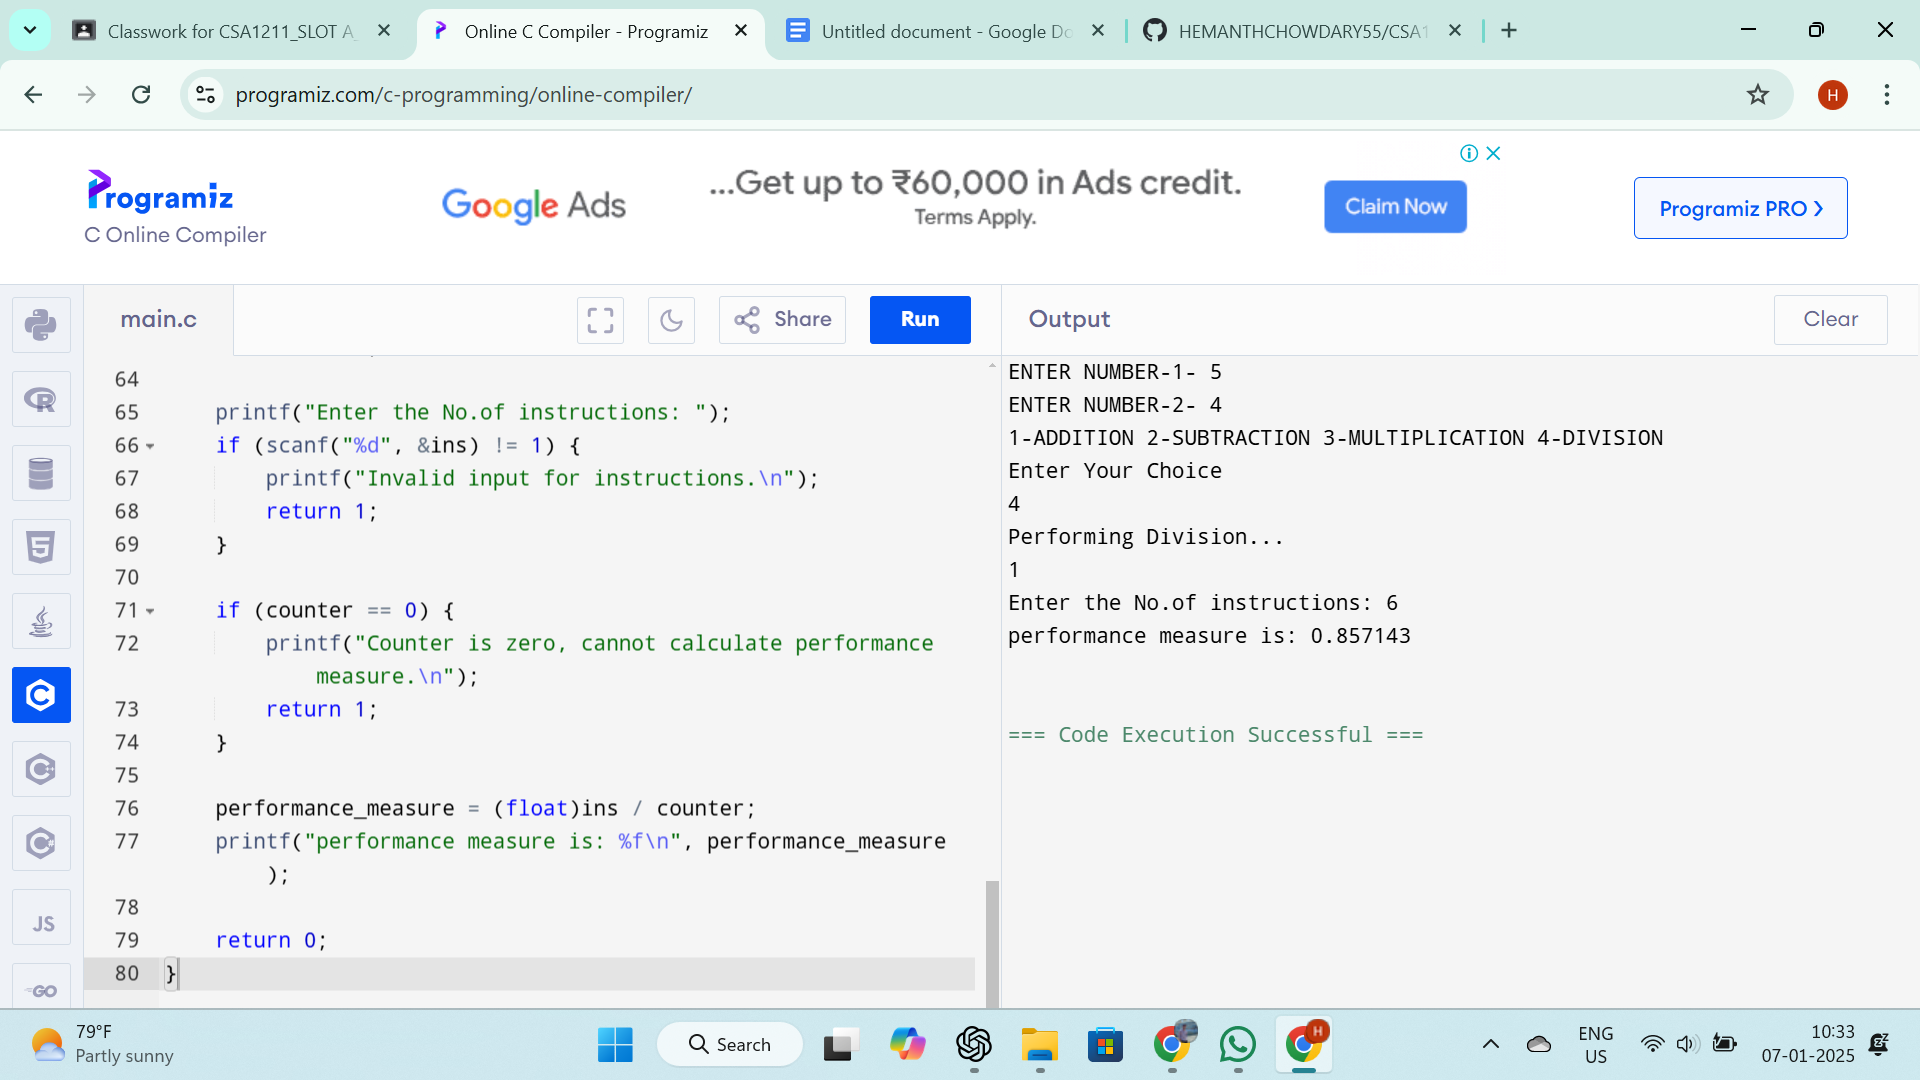 Classwork for CSA1211_SLOT A_
Online C Compiler - Programiz
Untitled document - Google Do
HEMANTHCHOWDARY55/CSA1
programiz.com/c-programming/online-compiler/
H
Programiz
C Online Compiler
Google Ads
...Get up to ₹60,000 in Ads credit.
Terms Apply.
Claim Now
Programiz PRO
main.c
Share
Run
Output
Clear
64
65 printf("Enter the No.of instructions: ");
66 if (scanf("%d", &ins) != 1) {
67 printf("Invalid input for instructions.\n");
68 return 1;
69 }
70
71 if (counter == 0) {
72 printf("Counter is zero, cannot calculate performance
measure.\n");
73 return 1;
74 }
75
76 performance_measure = (float)ins / counter;
77 printf("performance measure is: %f\n", performance_measure
);
78
79 return 0;
80 }
ENTER NUMBER-1- 5
ENTER NUMBER-2- 4
1-ADDITION 2-SUBTRACTION 3-MULTIPLICATION 4-DIVISION
Enter Your Choice
4
Performing Division...
1
Enter the No.of instructions: 6
performance measure is: 0.857143
=== Code Execution Successful ===
R
5
C
C
C#
JS
GO
79°F
Partly sunny
Search
H
ENG
US
10:33
07-01-2025